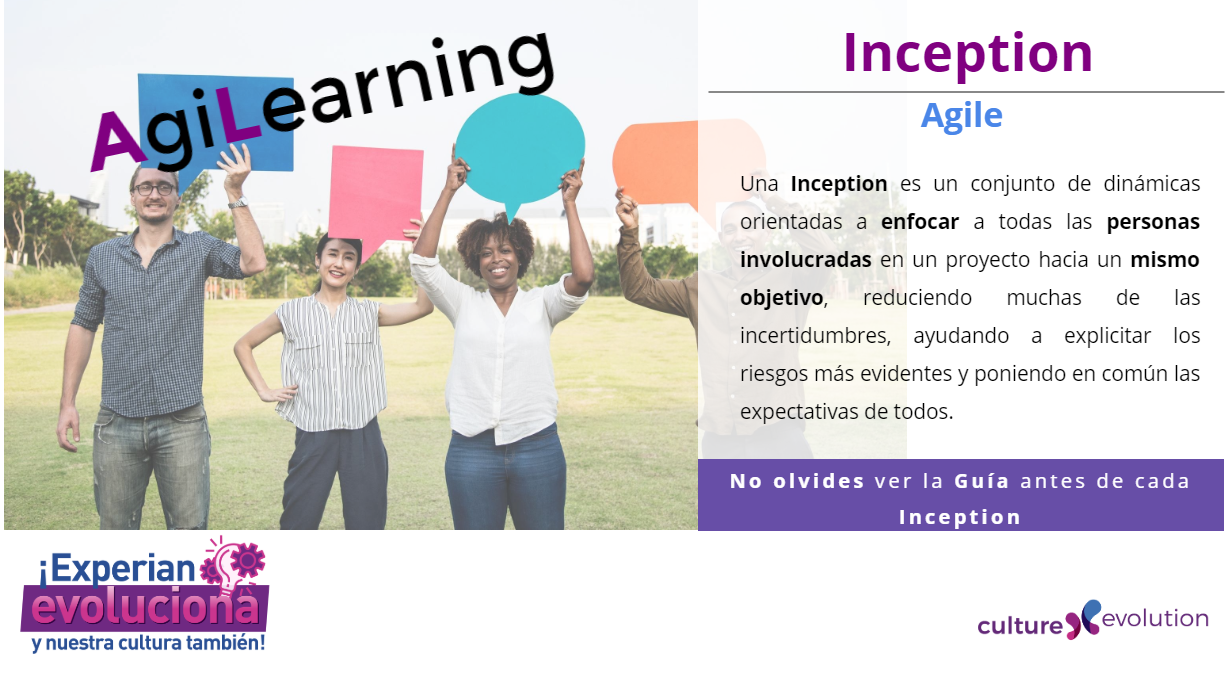 AgiLearning
Inception
Agile
Una Inception es un conjunto de dinámicas
orientadas a enfocar a todas las personas
involucradas en un proyecto hacia un mismo
objetivo, reduciendo muchas de las
incertidumbres, ayudando a explicitar los
riesgos más evidentes y poniendo en común las
expectativas de todos.
No olvides ver la Guía antes de cada
Inception
¡Experian
evoluciona
y nuestra cultura también!
culture evolution